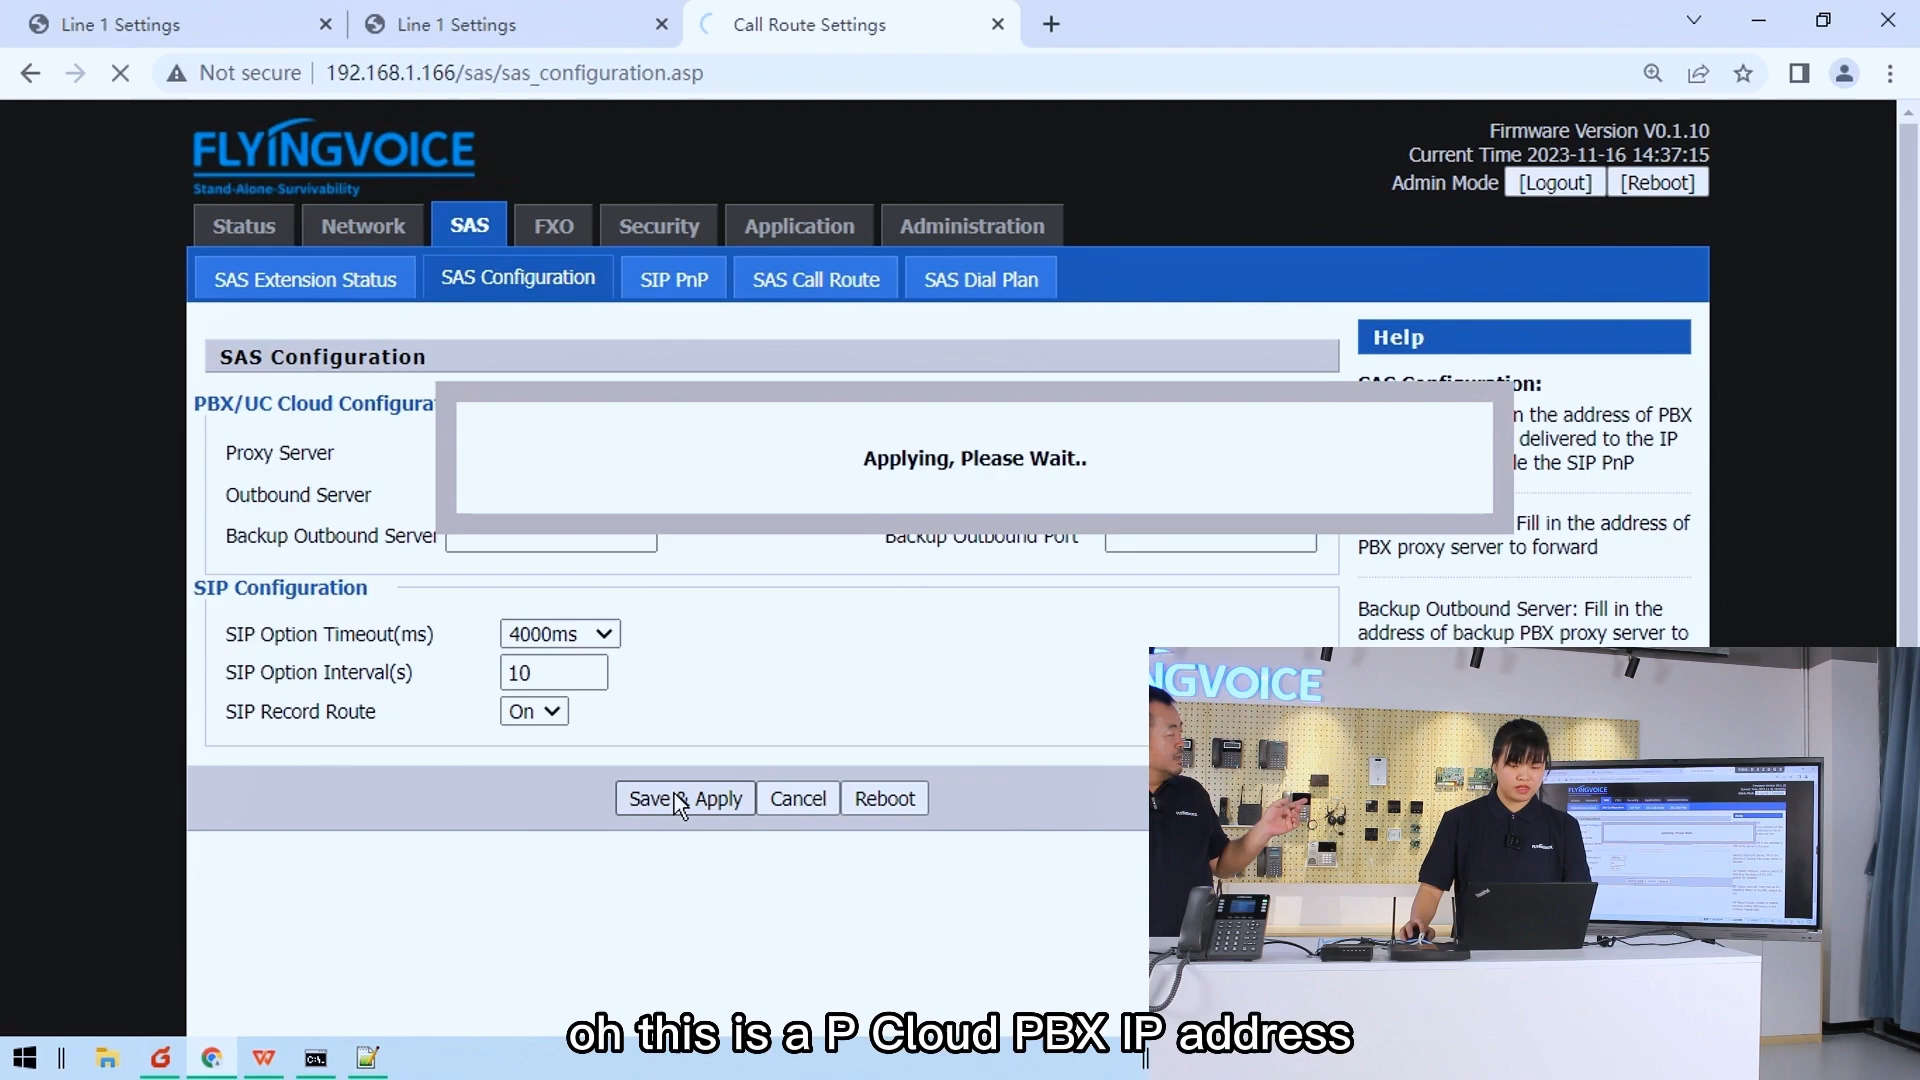 Line 1 Settings
Line 1 Settings
Call Route Settings
Not secure
192.168.1.166/sas/sas_configuration.asp
FLYINGVOICE
Stand-Alone-Survivability
Firmware Version V0.1.10
Current Time 2023-11-16 14:37:15
Admin Mode [Logout] [Reboot]
Status Network SAS FXO Security Application Administration
SAS Extension Status SAS Configuration SIP PnP SAS Call Route SAS Dial Plan
SAS Configuration
Help
PBX/UC Cloud
SAS
Proxy Server
Outbound Server
Backup Outbound Server
Backup Outbound Port
Applying, Please Wait..
the address of PBX
delivered to the IP
the SIP PnP
Fill in the address of
PBX proxy server to forward
Backup Outbound Server: Fill in the
address of backup PBX proxy server to
SIP Configuration
SIP Option Timeout(ms) 4000ms
SIP Option Interval(s) 10
SIP Record Route On
Save & Apply Cancel Reboot
NGVOICE
FLYINGVOICE
oh this is a P Cloud PBX IP address